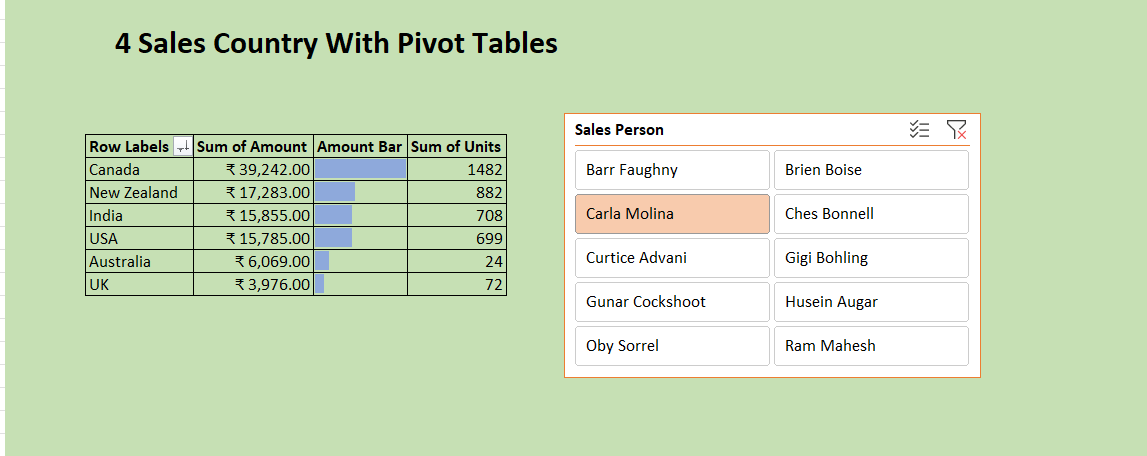 4 Sales Country With Pivot Tables
Row Labels Sum of Amount Amount Bar Sum of Units
Canada ₹ 39,242.00 1482
New Zealand ₹ 17,283.00 882
India ₹ 15,855.00 708
USA ₹ 15,785.00 699
Australia ₹ 6,069.00 24
UK ₹ 3,976.00 72
Sales Person
Barr Faughny Brien Boise
Carla Molina Ches Bonnell
Curtice Advani Gigi Bohling
Gunar Cockshoot Husein Augar
Oby Sorrel Ram Mahesh